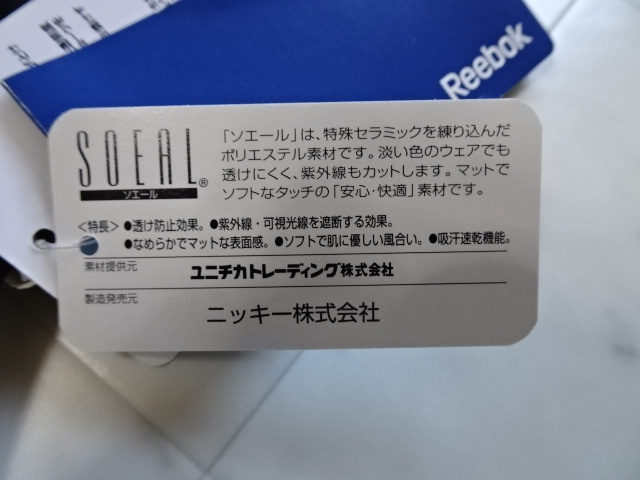 Reebok
SOEAL®
ソエール
「ソエール」は、特殊セラミックを練り込んだ
ポリエステル素材です。淡い色のウェアでも
透けにくく、紫外線もカットします。マットで
ソフトなタッチの「安心・快適」素材です。
<特長>●透け防止効果。●紫外線・可視光線を遮断する効果。
●なめらかでマットな表面感。●ソフトで肌に優しい風合い。●吸汗速乾機能。
素材提供元 ユニチカトレーディング株式会社
製造発売元 ニッキー株式会社